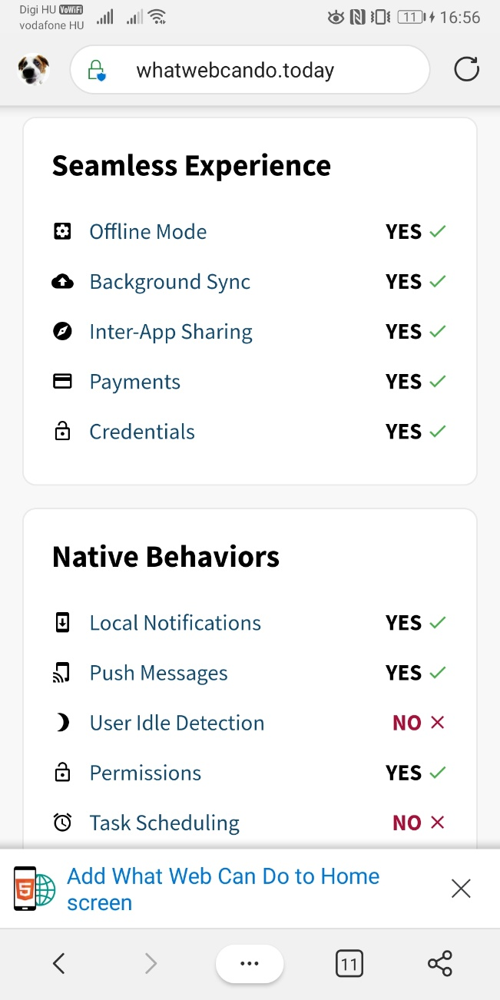 Digi HU VoWiFi
vodafone HU
11 16:56
whatwebcando.today
Seamless Experience
Offline Mode YES
Background Sync YES
Inter-App Sharing YES
Payments YES
Credentials YES
Native Behaviors
Local Notifications YES
Push Messages YES
User Idle Detection NO
Permissions YES
Task Scheduling NO
5
Add What Web Can Do to Home
screen
11